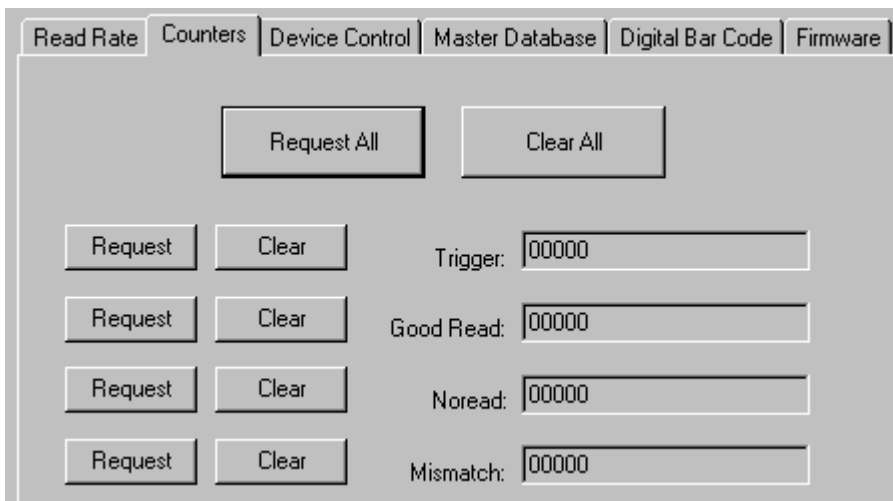 Read Rate Counters Device Control Master Database Digital Bar Code Firmware
Request All Clear All
Request Clear Trigger: 00000
Request Clear Good Read: 00000
Request Clear Noread: 00000
Request Clear Mismatch: 00000